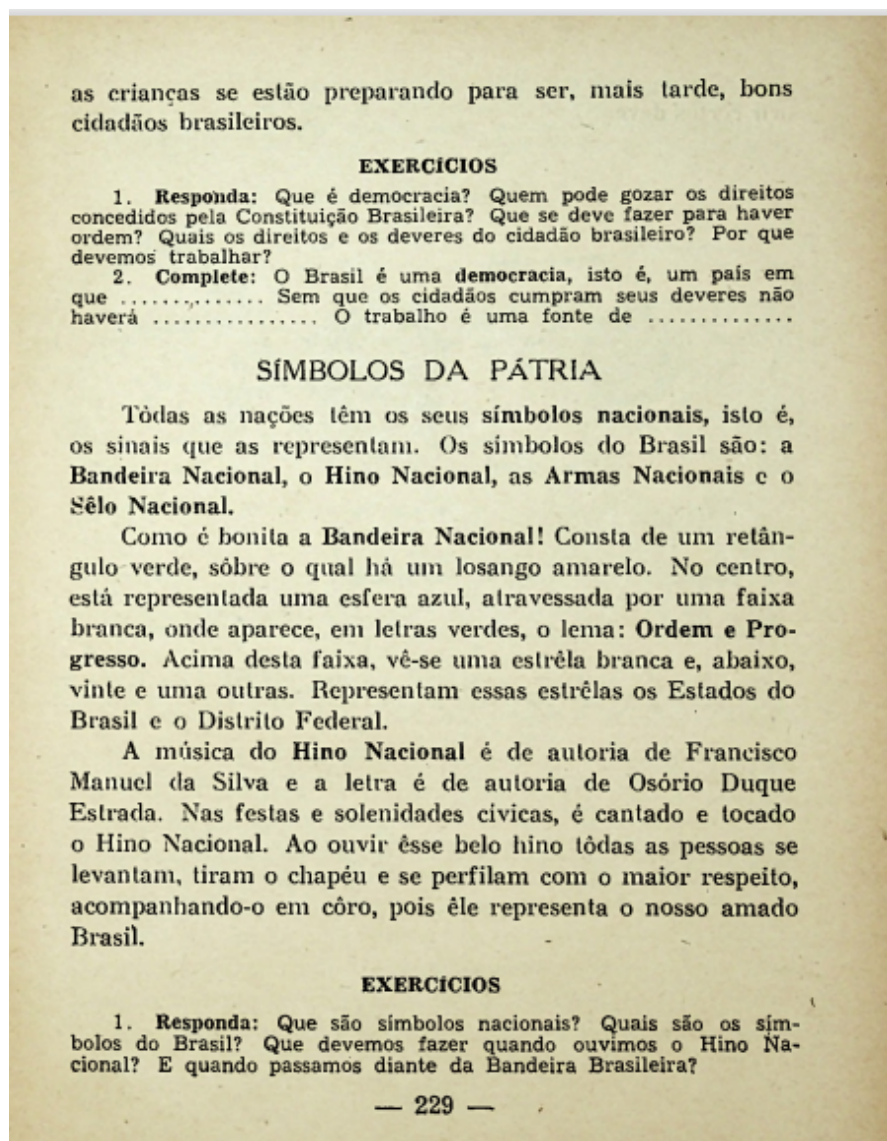 as crianças se estão preparando para ser, mais tarde, bons
cidadãos brasileiros.
EXERCÍCIOS
1. Responda: Que é democracia? Quem pode gozar os direitos
concedidos pela Constituição Brasileira? Que se deve fazer para haver
ordem? Quais os direitos e os deveres do cidadão brasileiro? Por que
devemos trabalhar?
2. Complete: O Brasil é uma democracia, isto é, um país em
que ............... Sem que os cidadãos cumpram seus deveres não
haverá ................ O trabalho é uma fonte de ..............
SÍMBOLOS DA PÁTRIA
Tôdas as nações têm os seus símbolos nacionais, isto é,
os sinais que as representam. Os símbolos do Brasil são: a
Bandeira Nacional, o Hino Nacional, as Armas Nacionais e o
Sêlo Nacional.
Como é bonita a Bandeira Nacional! Consta de um retân-
gulo verde, sôbre o qual há um losango amarelo. No centro,
está representada uma esfera azul, atravessada por uma faixa
branca, onde aparece, em letras verdes, o lema: Ordem e Pro-
gresso. Acima desta faixa, vê-se uma estrêla branca e, abaixo,
vinte e uma outras. Representam essas estrêlas os Estados do
Brasil e o Distrito Federal.
A música do Hino Nacional é de autoria de Francisco
Manuel da Silva e a letra é de autoria de Osório Duque
Estrada. Nas festas e solenidades cívicas, é cantado e tocado
o Hino Nacional. Ao ouvir êsse belo hino tôdas as pessoas se
levantam, tiram o chapéu e se perfilam com o maior respeito,
acompanhando-o em côro, pois êle representa o nosso amado
Brasil.
EXERCÍCIOS
1. Responda: Que são símbolos nacionais? Quais são os sím-
bolos do Brasil? Que devemos fazer quando ouvimos o Hino Na-
cional? E quando passamos diante da Bandeira Brasileira?
— 229 —